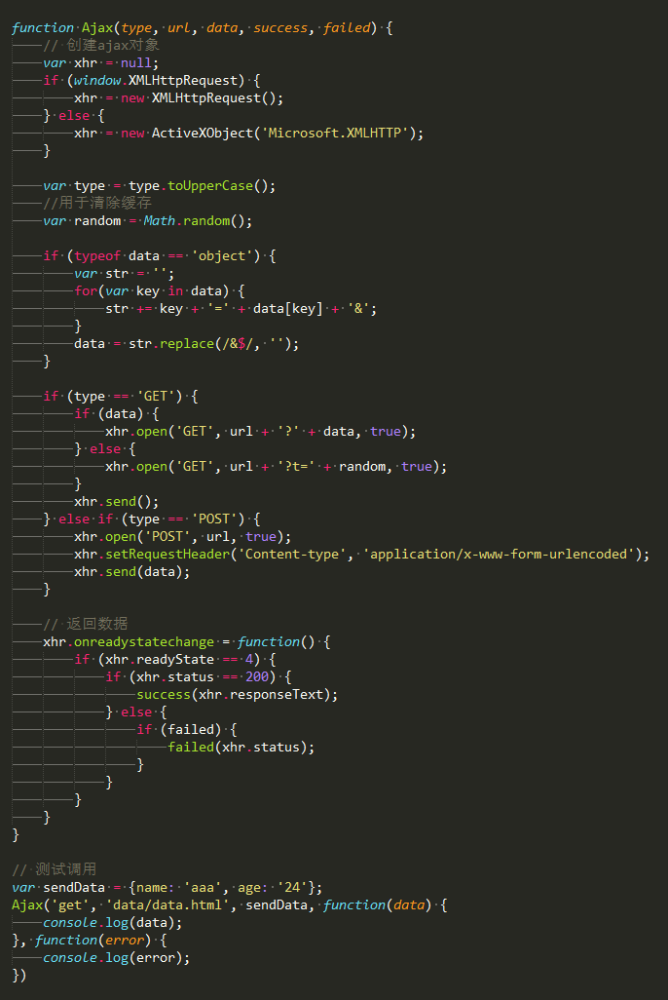 function Ajax(type, url, data, success, failed) {
    // 创建ajax对象
    var xhr = null;
    if (window.XMLHttpRequest) {
        xhr = new XMLHttpRequest();
    } else {
        xhr = new ActiveXObject('Microsoft.XMLHTTP');
    }

    var type = type.toUpperCase();
    //用于清除缓存
    var random = Math.random();

    if (typeof data == 'object') {
        var str = '';
        for(var key in data) {
            str += key + '=' + data[key] + '&';
        }
        data = str.replace(/&$/, '');
    }

    if (type == 'GET') {
        if (data) {
            xhr.open('GET', url + '?' + data, true);
        } else {
            xhr.open('GET', url + '?t=' + random, true);
        }
        xhr.send();
    } else if (type == 'POST') {
        xhr.open('POST', url, true);
        xhr.setRequestHeader('Content-type', 'application/x-www-form-urlencoded');
        xhr.send(data);
    }

    // 返回数据
    xhr.onreadystatechange = function() {
        if (xhr.readyState == 4) {
            if (xhr.status == 200) {
                success(xhr.responseText);
            } else {
                if (failed) {
                    failed(xhr.status);
                }
            }
        }
    }
}

// 测试调用
var sendData = {name: 'aaa', age: '24'};
Ajax('get', 'data/data.html', sendData, function(data) {
    console.log(data);
}, function(error) {
    console.log(error);
})